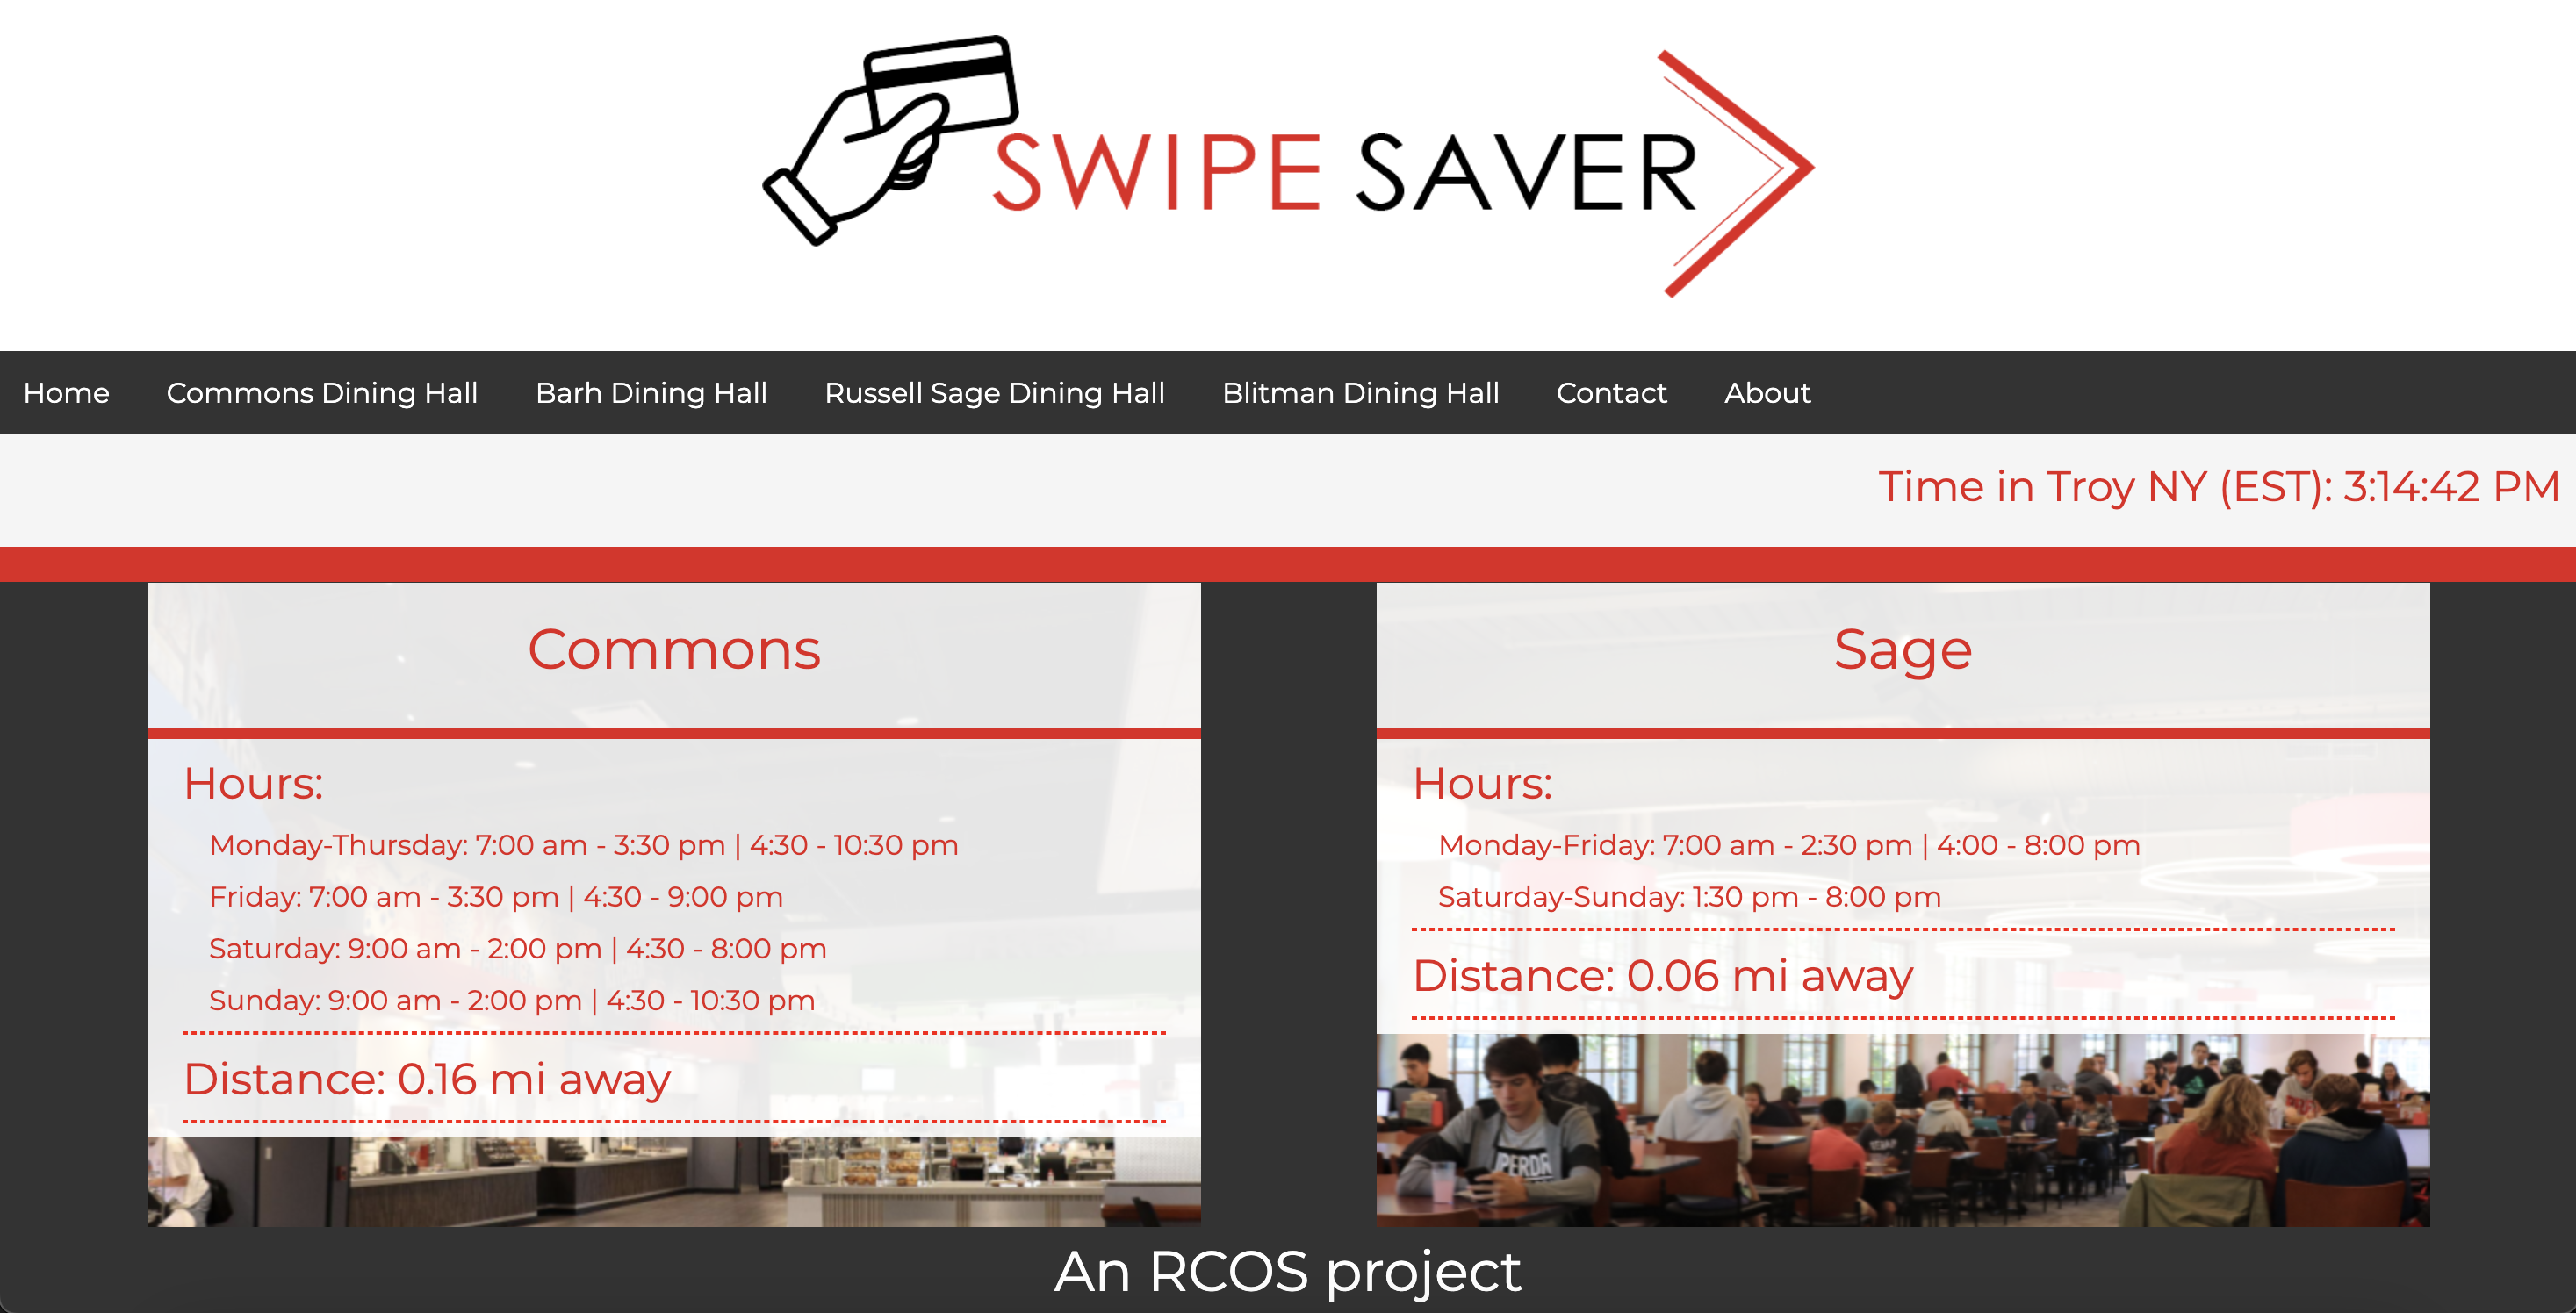 SWIPE SAVER
Home Commons Dining Hall Barh Dining Hall Russell Sage Dining Hall Blitman Dining Hall Contact About
Time in Troy NY (EST): 3:14:42 PM
Commons
Hours:
Monday-Thursday: 7:00 am - 3:30 pm | 4:30 - 10:30 pm
Friday: 7:00 am - 3:30 pm | 4:30 - 9:00 pm
Saturday: 9:00 am - 2:00 pm | 4:30 - 8:00 pm
Sunday: 9:00 am - 2:00 pm | 4:30 - 10:30 pm
Distance: 0.16 mi away
Sage
Hours:
Monday-Friday: 7:00 am - 2:30 pm | 4:00 - 8:00 pm
Saturday-Sunday: 1:30 pm - 8:00 pm
Distance: 0.06 mi away
An RCOS project